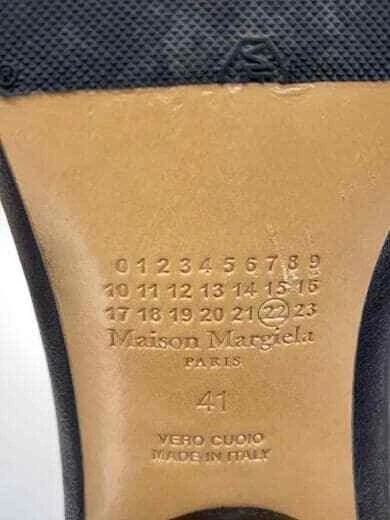 0 1 2 3 4 5 6 7 8 9
10 11 12 13 14 15 16
17 18 19 20 21 22 23
Maison Margiela
PARIS
41
VERO CUOIO
MADE IN ITALY